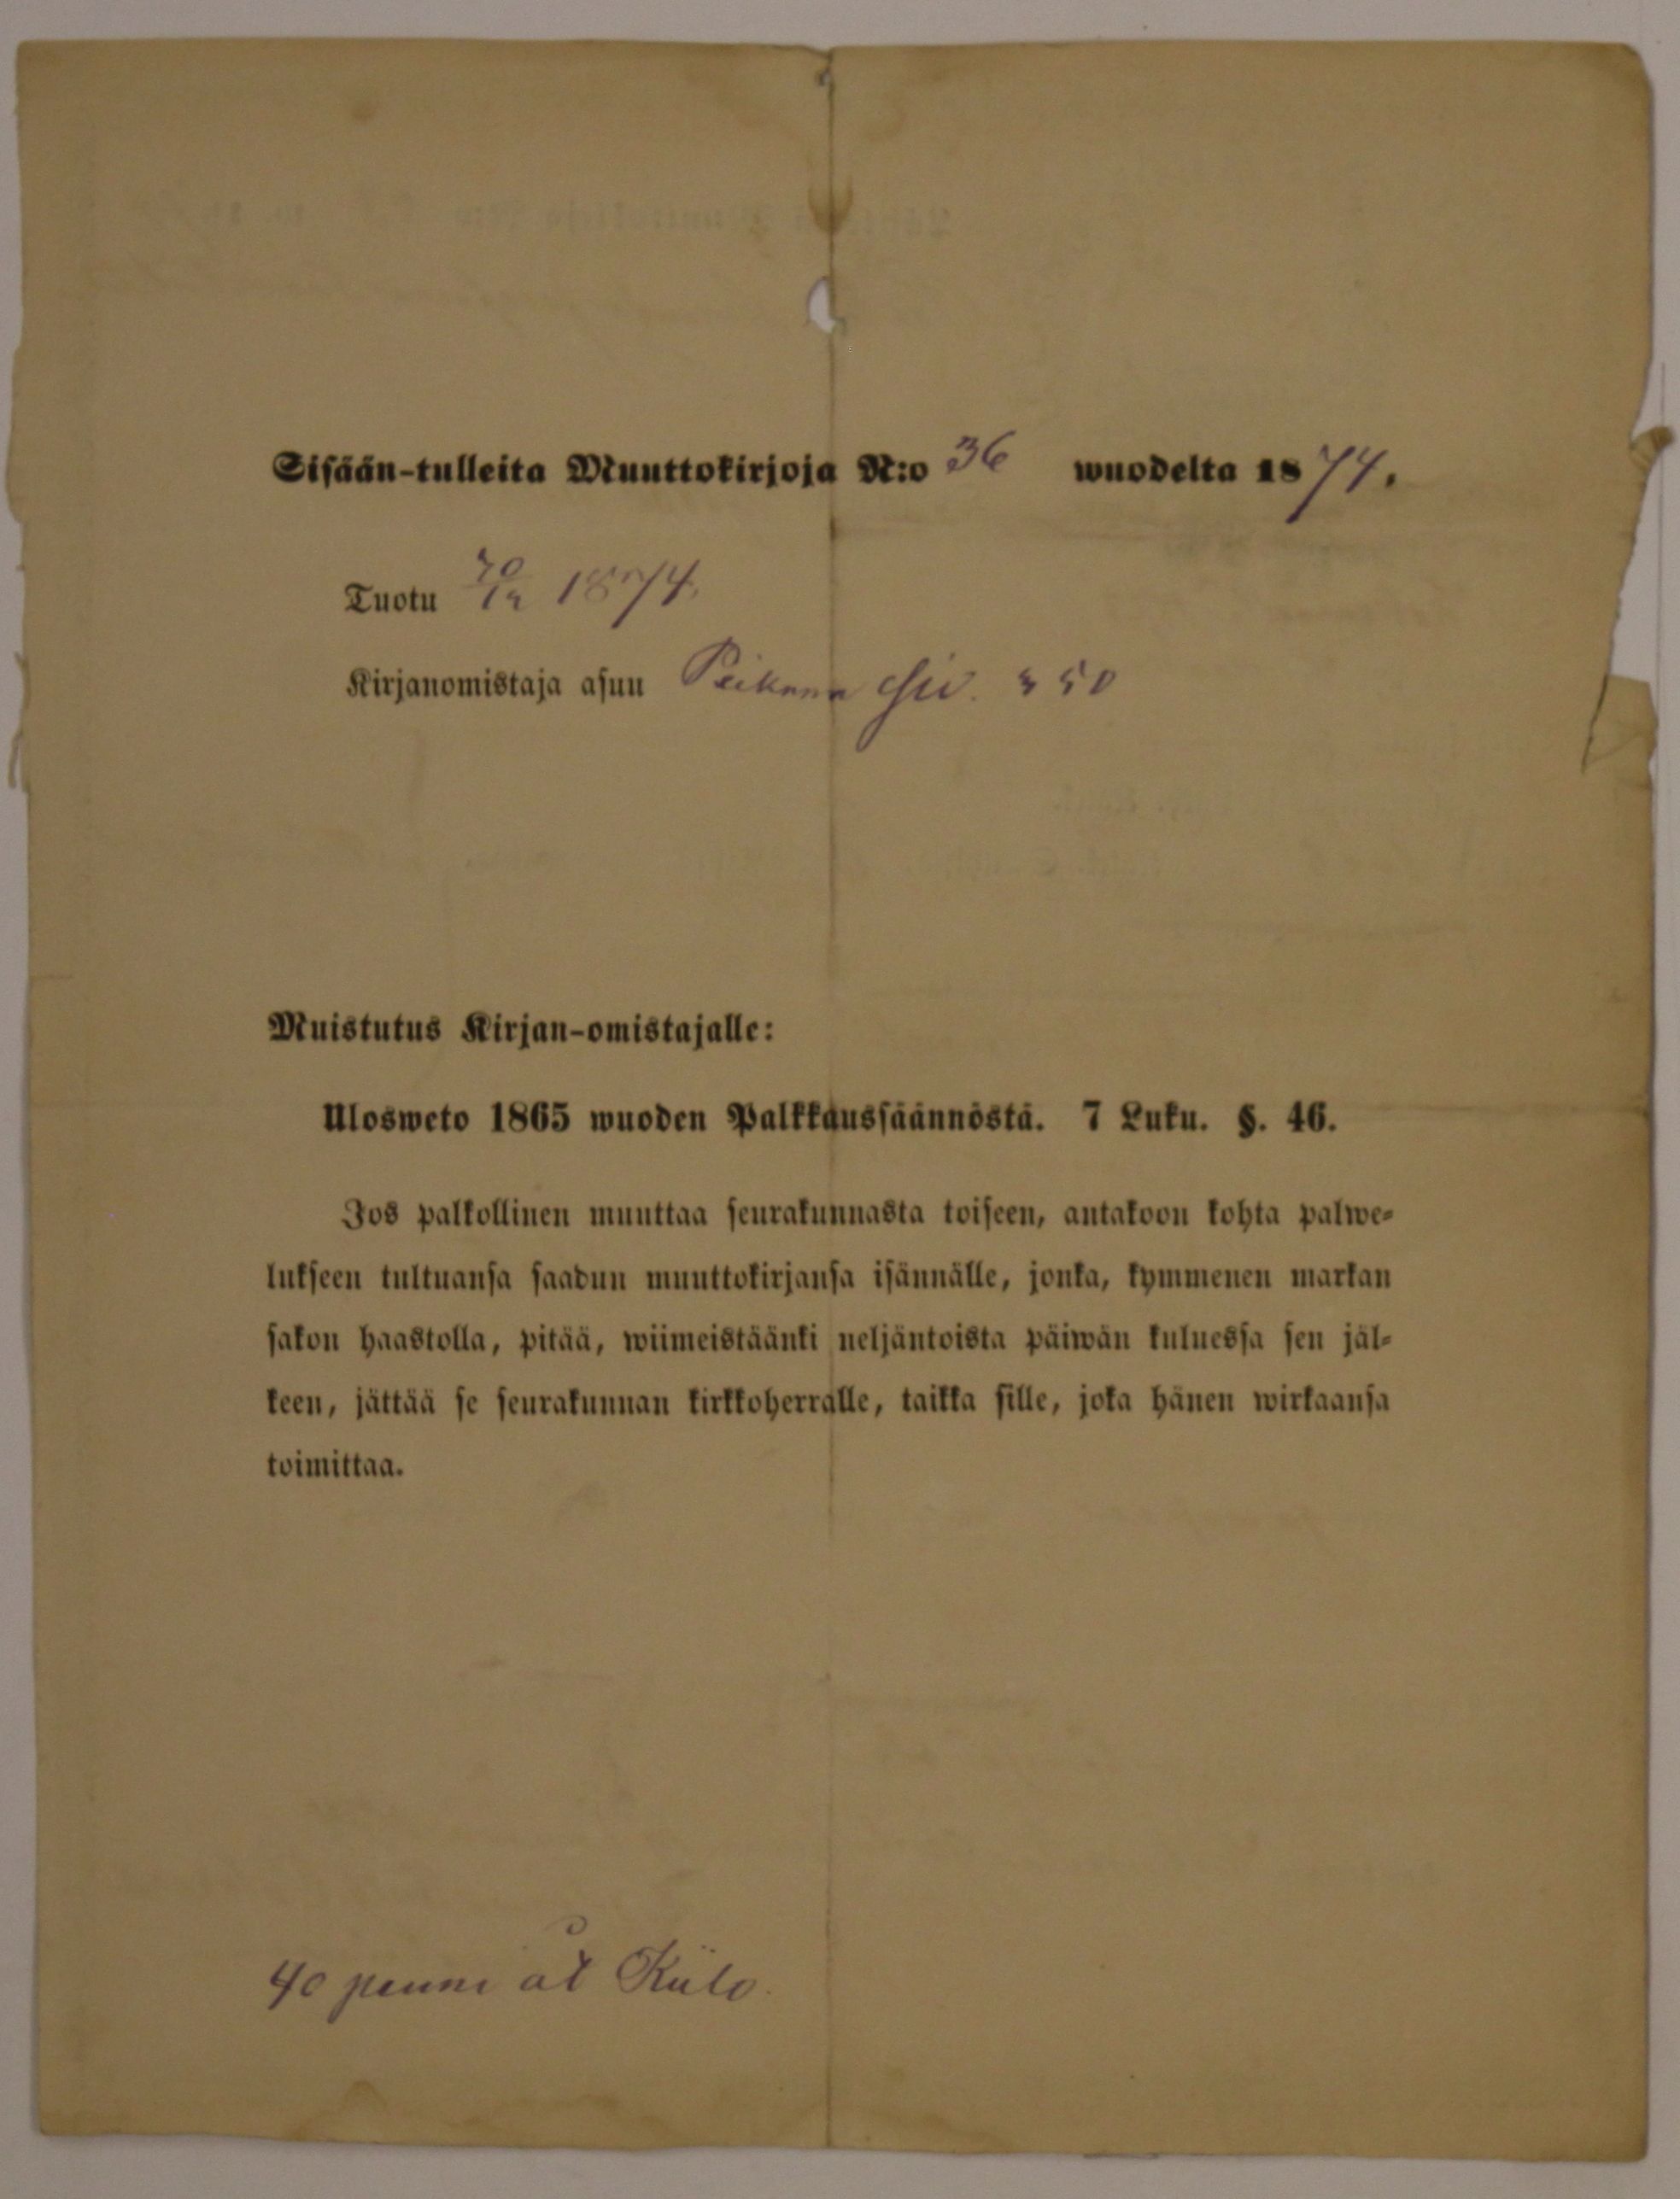 Sisään-tulleita Muuttokirjoja N:o 36 wuodelta 1874.
Tuotu 1874.
Kirjanomistaja asuu siv. 350
Muistutus Kirjan-omistajalle:
Ulosweto 1865 wuoden Palkkaussäännöstä. 7 Luku. §. 46.
Jos palkollinen muuttaa seurakunnasta toiseen, antakoon kohta palwe-
lukseen tultuansa saadun muuttokirjansa isännälle, jonka, kymmenen markan
sakon haastolla, pitää, wiimeistäänki neljäntoista päiwän kuluessa sen jäl-
keen, jättää se seurakunnan kirkkoherralle, taikka sille, joka hänen wirkaansa
toimittaa.
40 penni åt